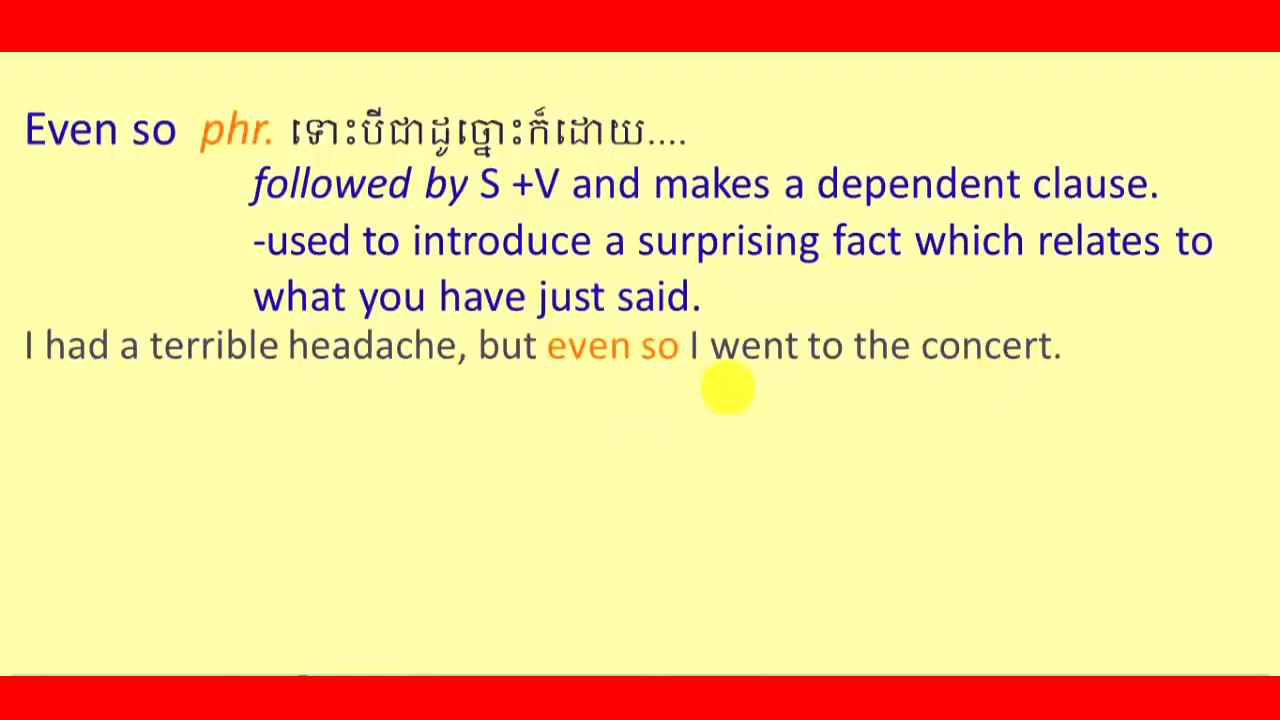 Even so phr. ទោះបីជាដូច្នោះក៏ដោយ....
followed by S +V and makes a dependent clause.
-used to introduce a surprising fact which relates to
what you have just said.
I had a terrible headache, but even so I went to the concert.